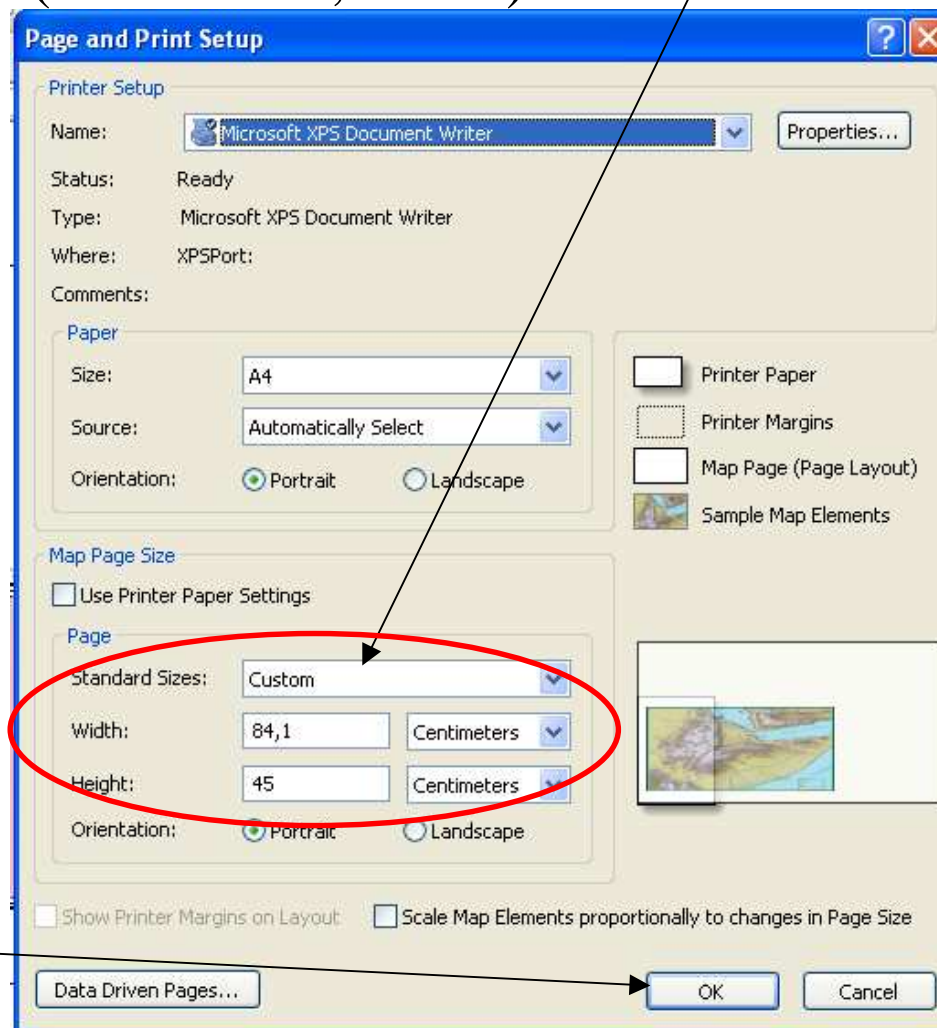 Page and Print Setup
Printer Setup
Name: Microsoft XPS Document Writer Properties...
Status: Ready
Type: Microsoft XPS Document Writer
Where: XPSPort:
Comments:
Paper
Size: A4
Source: Automatically Select
Orientation: Portrait Landscape
Printer Paper
Printer Margins
Map Page (Page Layout)
Sample Map Elements
Map Page Size
Use Printer Paper Settings
Page
Standard Sizes: Custom
Width: 84,1 Centimeters
Height: 45 Centimeters
Orientation: Portrait Landscape
Show Printer Margins on Layout Scale Map Elements proportionally to changes in Page Size
Data Driven Pages... OK Cancel